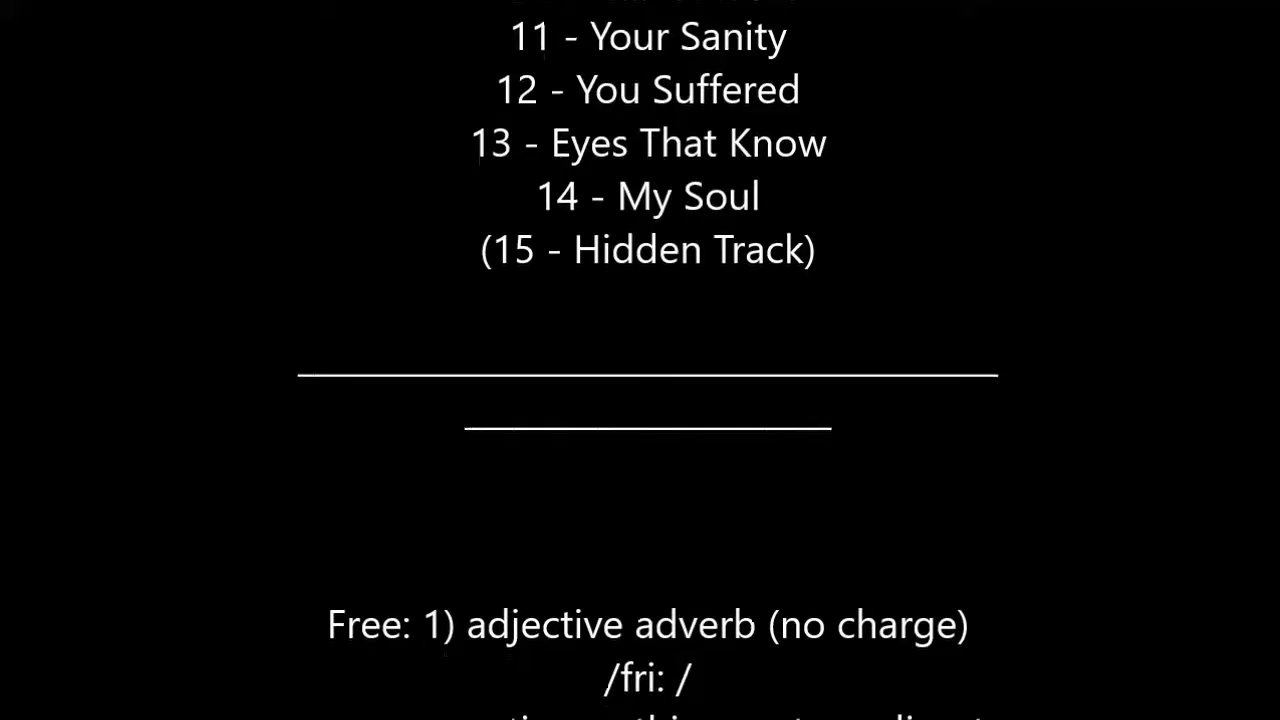 11 - Your Sanity
12 - You Suffered
13 - Eyes That Know
14 - My Soul
(15 - Hidden Track)
Free: 1) adjective adverb (no charge)
/fri: /